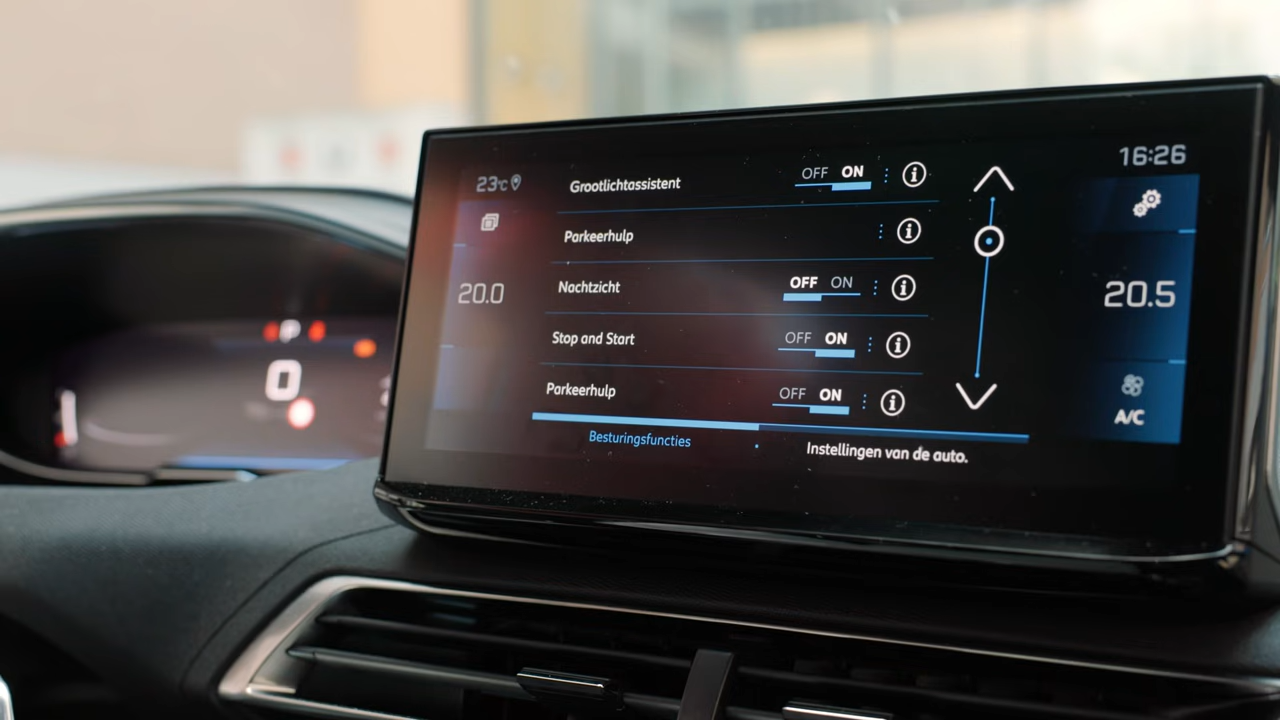 23°C
16:26
Grootlichtassistent OFF ON
Parkeerhulp
20.0
Nachtzicht OFF ON
20.5
Stop and Start OFF ON
Parkeerhulp OFF ON
A/C
Besturingsfuncties
Instellingen van de auto.
P
0